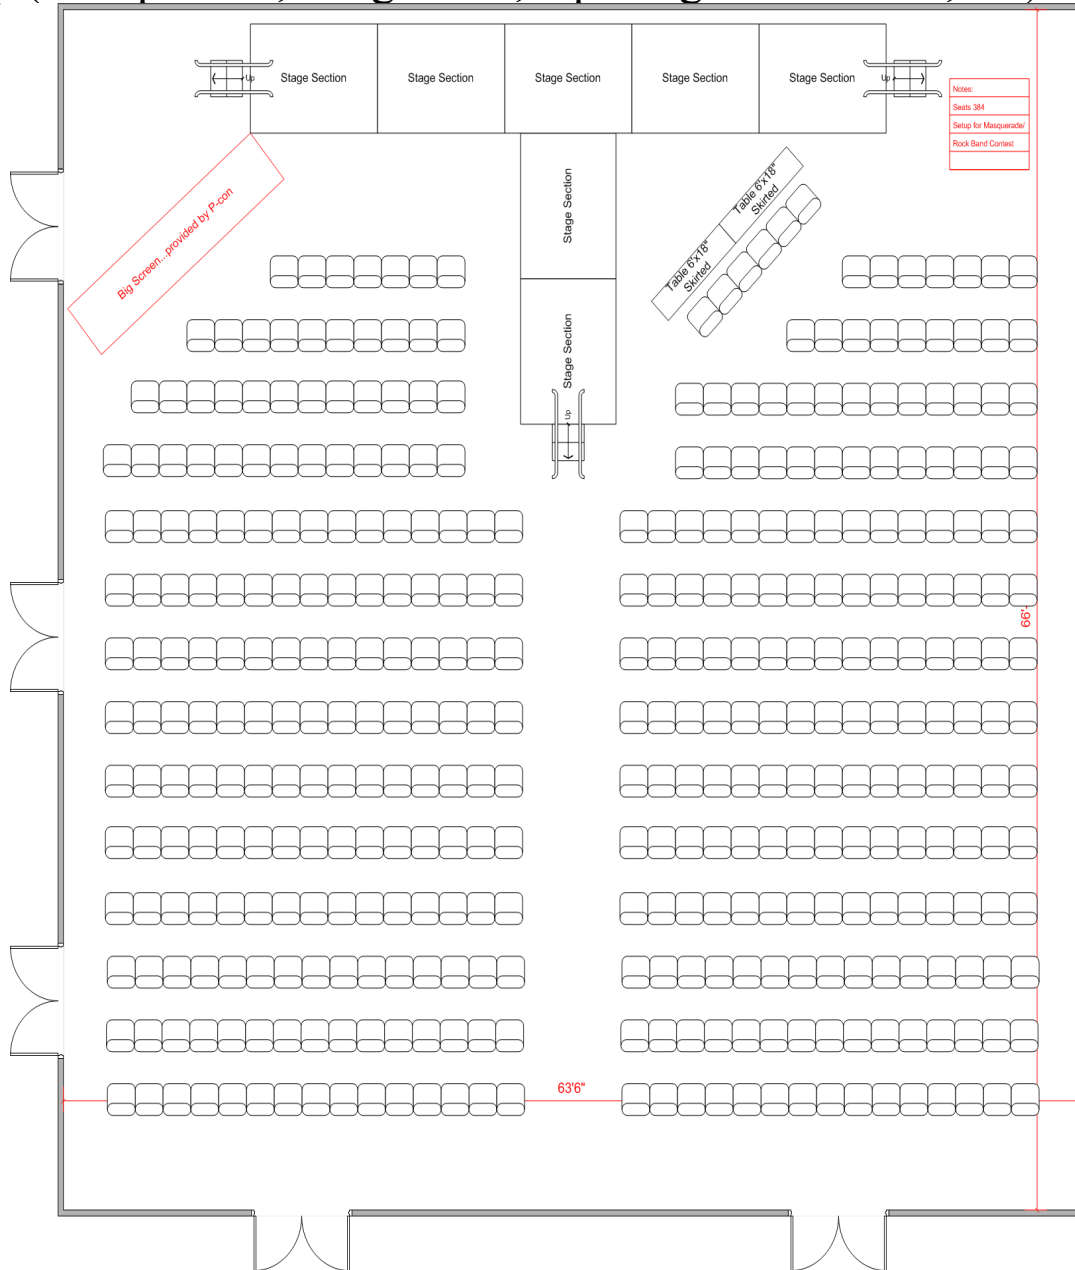 Up
Stage Section
Stage Section
Stage Section
Stage Section
Stage Section
Up
Notes:
Seats 384
Setup for Masquerade/
Rock Band Contest
Big Screen...provided by P-con
Stage Section
Stage Section
Up
Table 6'x18"
Skirted
Table 6'x18"
Skirted
66'-
63'6"